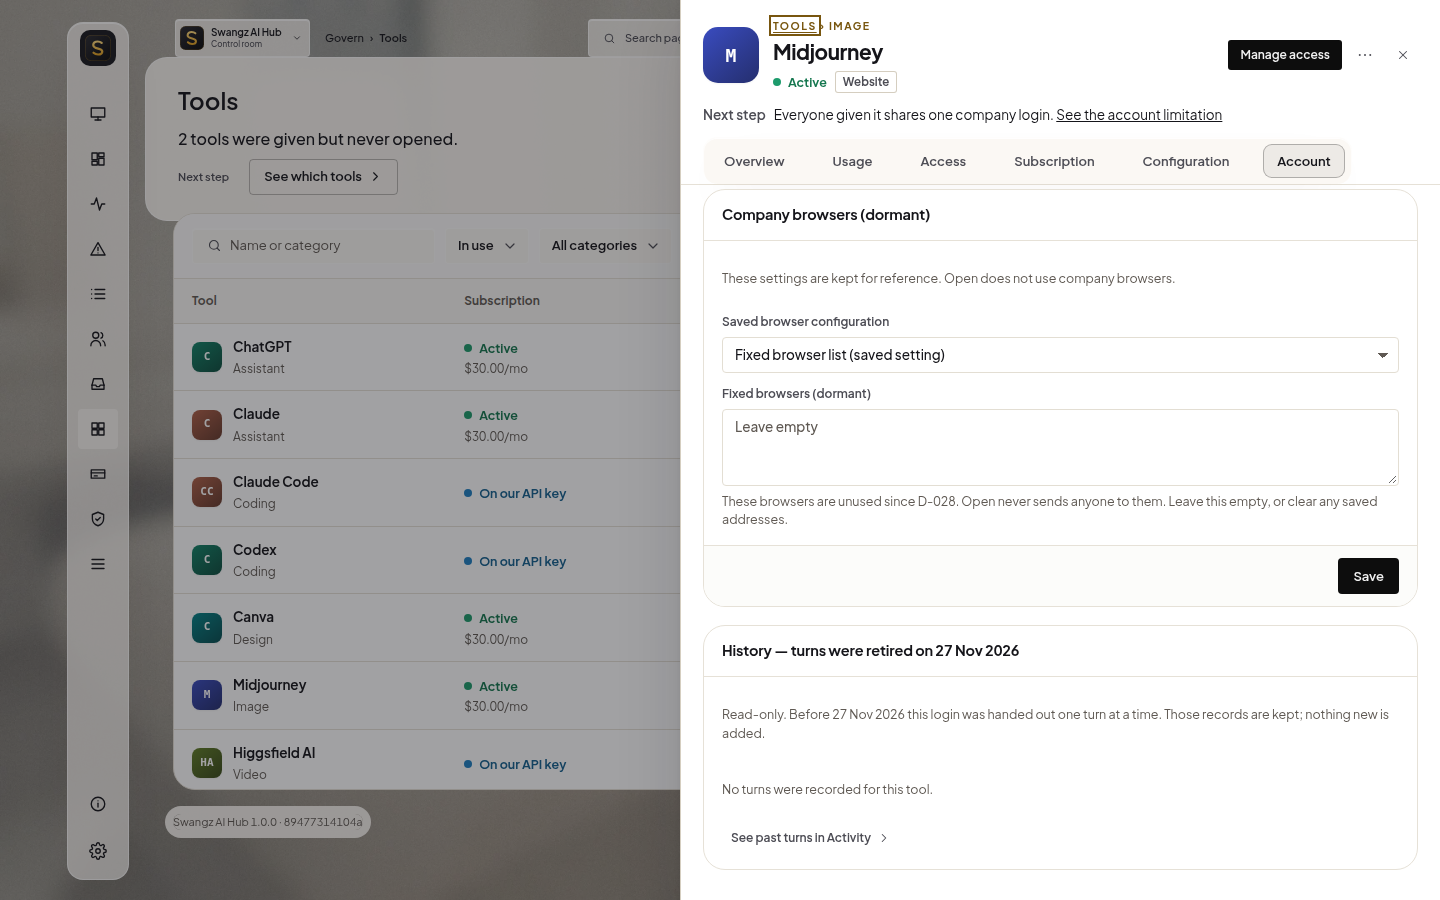 S
Swangz AI Hub
Control room
Govern › Tools
Search pag
Tools
2 tools were given but never opened.
Next step
See which tools
Name or category
In use
All categories
Tool
Subscription
C
ChatGPT
Assistant
Active
$30.00/mo
C
Claude
Assistant
Active
$30.00/mo
CC
Claude Code
Coding
On our API key
C
Codex
Coding
On our API key
C
Canva
Design
Active
$30.00/mo
M
Midjourney
Image
Active
$30.00/mo
HA
Higgsfield AI
Video
On our API key
Swangz AI Hub 1.0.0 · 89477314104a
M
TOOLS › IMAGE
Midjourney
Active
Website
Manage access
Next step Everyone given it shares one company login. See the account limitation
Overview
Usage
Access
Subscription
Configuration
Account
Company browsers (dormant)
These settings are kept for reference. Open does not use company browsers.
Saved browser configuration
Fixed browser list (saved setting)
Fixed browsers (dormant)
Leave empty
These browsers are unused since D-028. Open never sends anyone to them. Leave this empty, or clear any saved
addresses.
Save
History — turns were retired on 27 Nov 2026
Read-only. Before 27 Nov 2026 this login was handed out one turn at a time. Those records are kept; nothing new is
added.
No turns were recorded for this tool.
See past turns in Activity